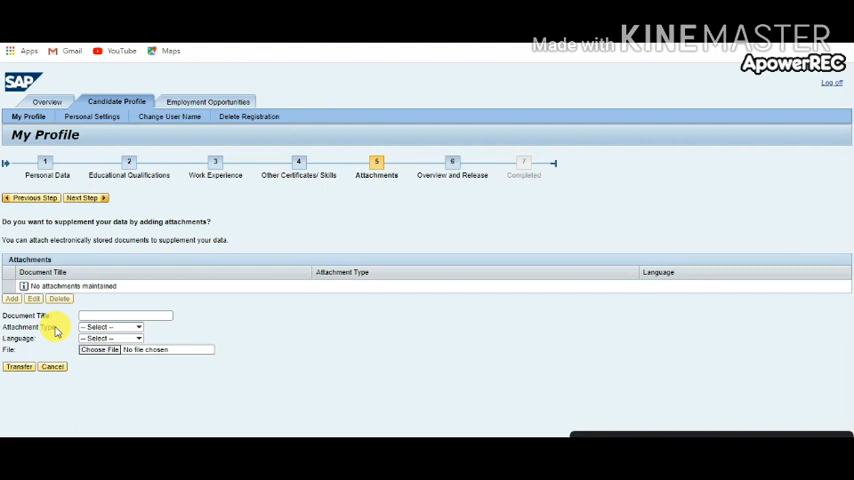 Apps Gmail YouTube Maps
Made with KINEMASTER
ApowerREC
SAP
Log off
Overview Candidate Profile Employment Opportunities
My Profile Personal Settings Change User Name Delete Registration
My Profile
1 2 3 4 5 6 7
Personal Data Educational Qualifications Work Experience Other Certificates/ Skills Attachments Overview and Release Completed
Previous Step Next Step
Do you want to supplement your data by adding attachments?
You can attach electronically stored documents to supplement your data.
Attachments
Document Title Attachment Type Language
No attachments maintained
Add Edit Delete
Document Title:
Attachment Type: -- Select --
Language: -- Select --
File: Choose File No file chosen
Transfer Cancel